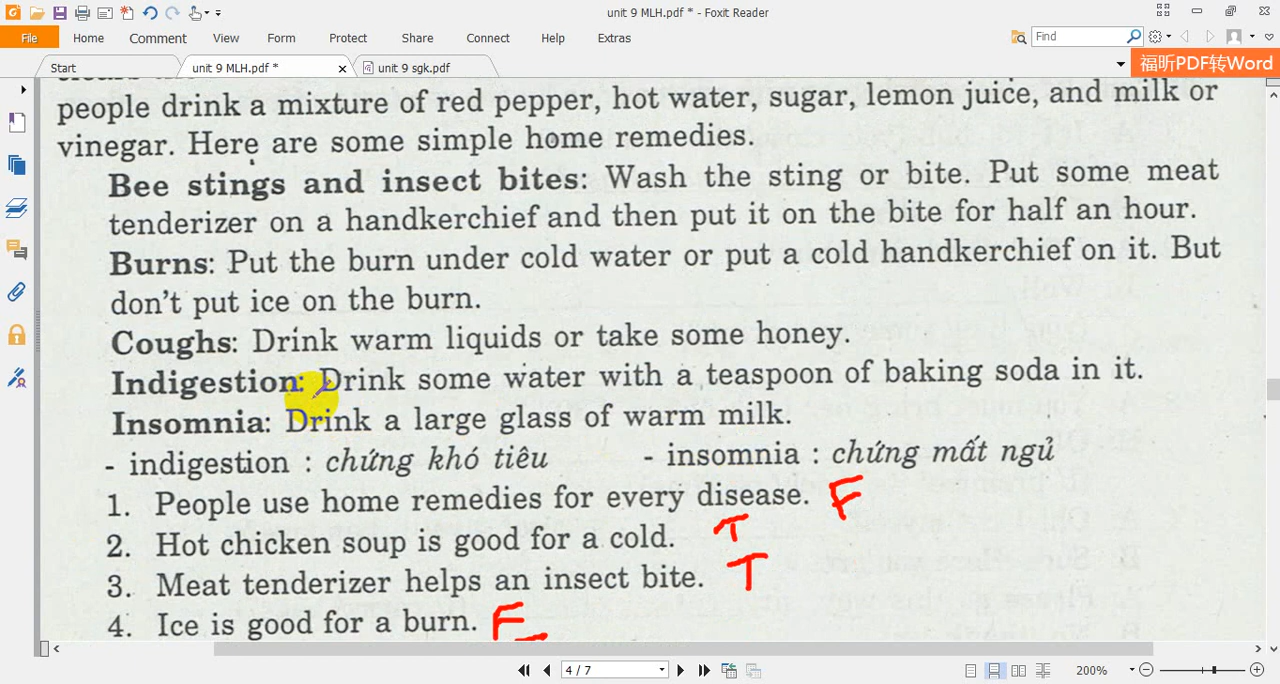 unit 9 MLH.pdf * - Foxit Reader
File Home Comment View Form Protect Share Connect Help Extras
Find
Start unit 9 MLH.pdf * unit 9 sgk.pdf
福昕PDF转Word
people drink a mixture of red pepper, hot water, sugar, lemon juice, and milk or
vinegar. Here are some simple home remedies.
Bee stings and insect bites: Wash the sting or bite. Put some meat
tenderizer on a handkerchief and then put it on the bite for half an hour.
Burns: Put the burn under cold water or put a cold handkerchief on it. But
don't put ice on the burn.
Coughs: Drink warm liquids or take some honey.
Indigestion: Drink some water with a teaspoon of baking soda in it.
Insomnia: Drink a large glass of warm milk.
- indigestion : chứng khó tiêu - insomnia : chứng mất ngủ
1. People use home remedies for every disease. F
2. Hot chicken soup is good for a cold. T
3. Meat tenderizer helps an insect bite. T
4. Ice is good for a burn. F
4 / 7
200%